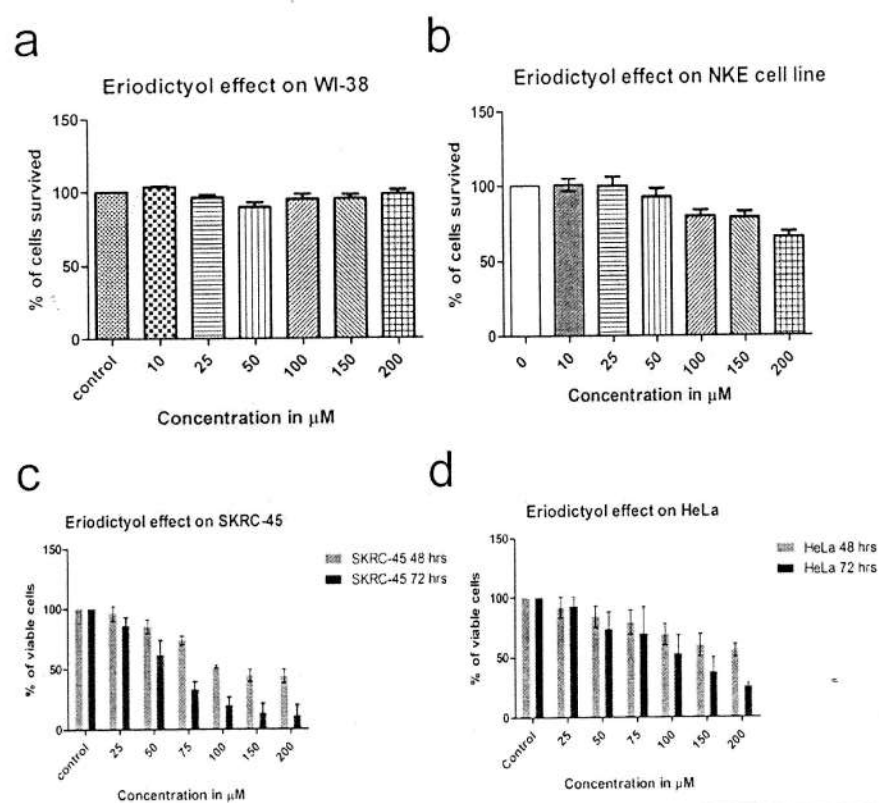 a
Eriodictyol effect on WI-38
150
100
50
0
% of cells survived
control
10
25
50
100
150
200
Concentration in µM
b
Eriodictyol effect on NKE cell line
150
100
50
0
% of cells survived
0
10
25
50
100
150
200
Concentration in µM
c
Eriodictyol effect on SKRC-45
150
100
50
0
% of viable cells
SKRC-45 48 hrs
SKRC-45 72 hrs
control
25
50
75
100
150
200
Concentration in µM
d
Eriodictyol effect on HeLa
150
100
50
0
% of viable cells
HeLa 48 hrs
HeLa 72 hrs
Control
25
50
75
100
150
200
Concentration in µM